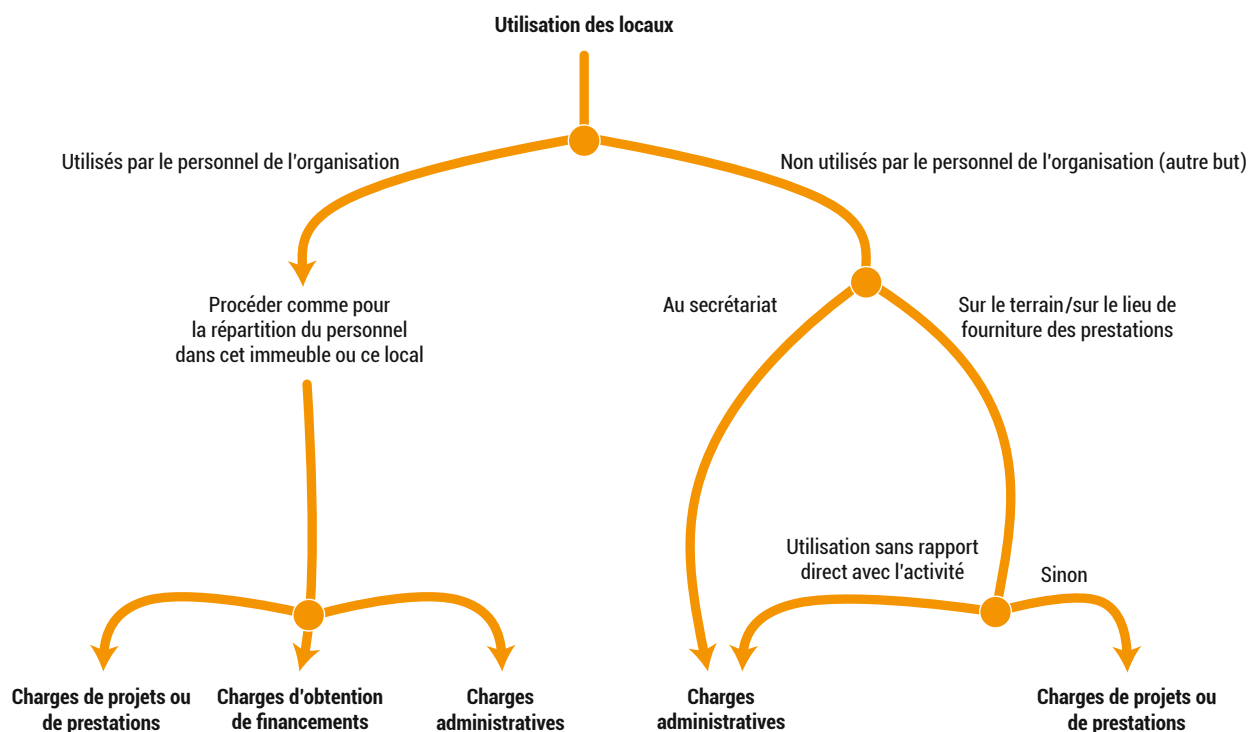 Utilisation des locaux
Utilisés par le personnel de l'organisation
Non utilisés par le personnel de l'organisation (autre but)
Procéder comme pour
la répartition du personnel
dans cet immeuble ou ce local
Au secrétariat
Sur le terrain/sur le lieu de
fourniture des prestations
Utilisation sans rapport
direct avec l'activité
Sinon
Charges de projets ou
de prestations
Charges d'obtention
de financements
Charges
administratives
Charges
administratives
Charges de projets ou
de prestations